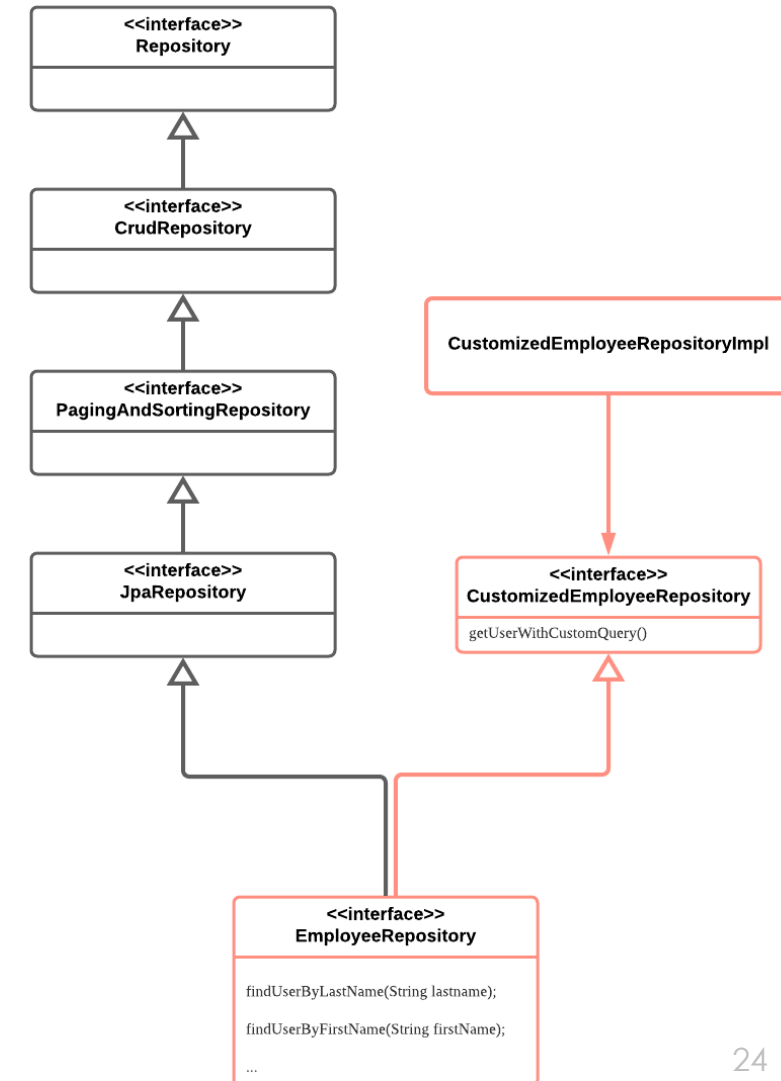 <<interface>>
Repository
<<interface>>
CrudRepository
<<interface>>
PagingAndSortingRepository
<<interface>>
JpaRepository
CustomizedEmployeeRepositoryImpl
<<interface>>
CustomizedEmployeeRepository
getUserWithCustomQuery()
<<interface>>
EmployeeRepository
findUserByLastName(String lastname);
findUserByFirstName(String firstName);
...
24